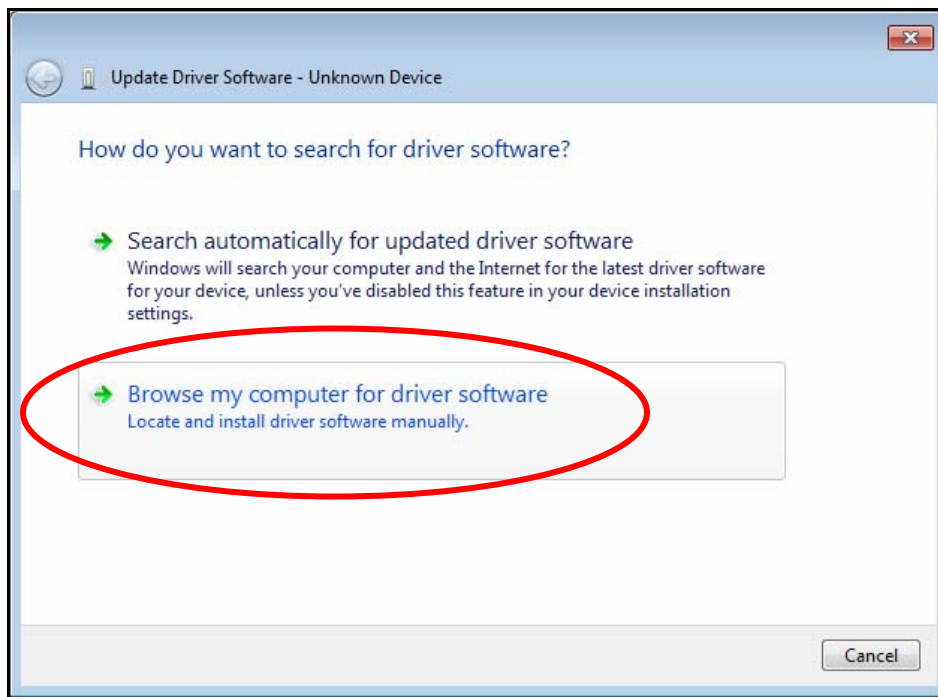 Update Driver Software - Unknown Device
How do you want to search for driver software?
Search automatically for updated driver software
Windows will search your computer and the Internet for the latest driver software
for your device, unless you've disabled this feature in your device installation
settings.
Browse my computer for driver software
Locate and install driver software manually.
Cancel